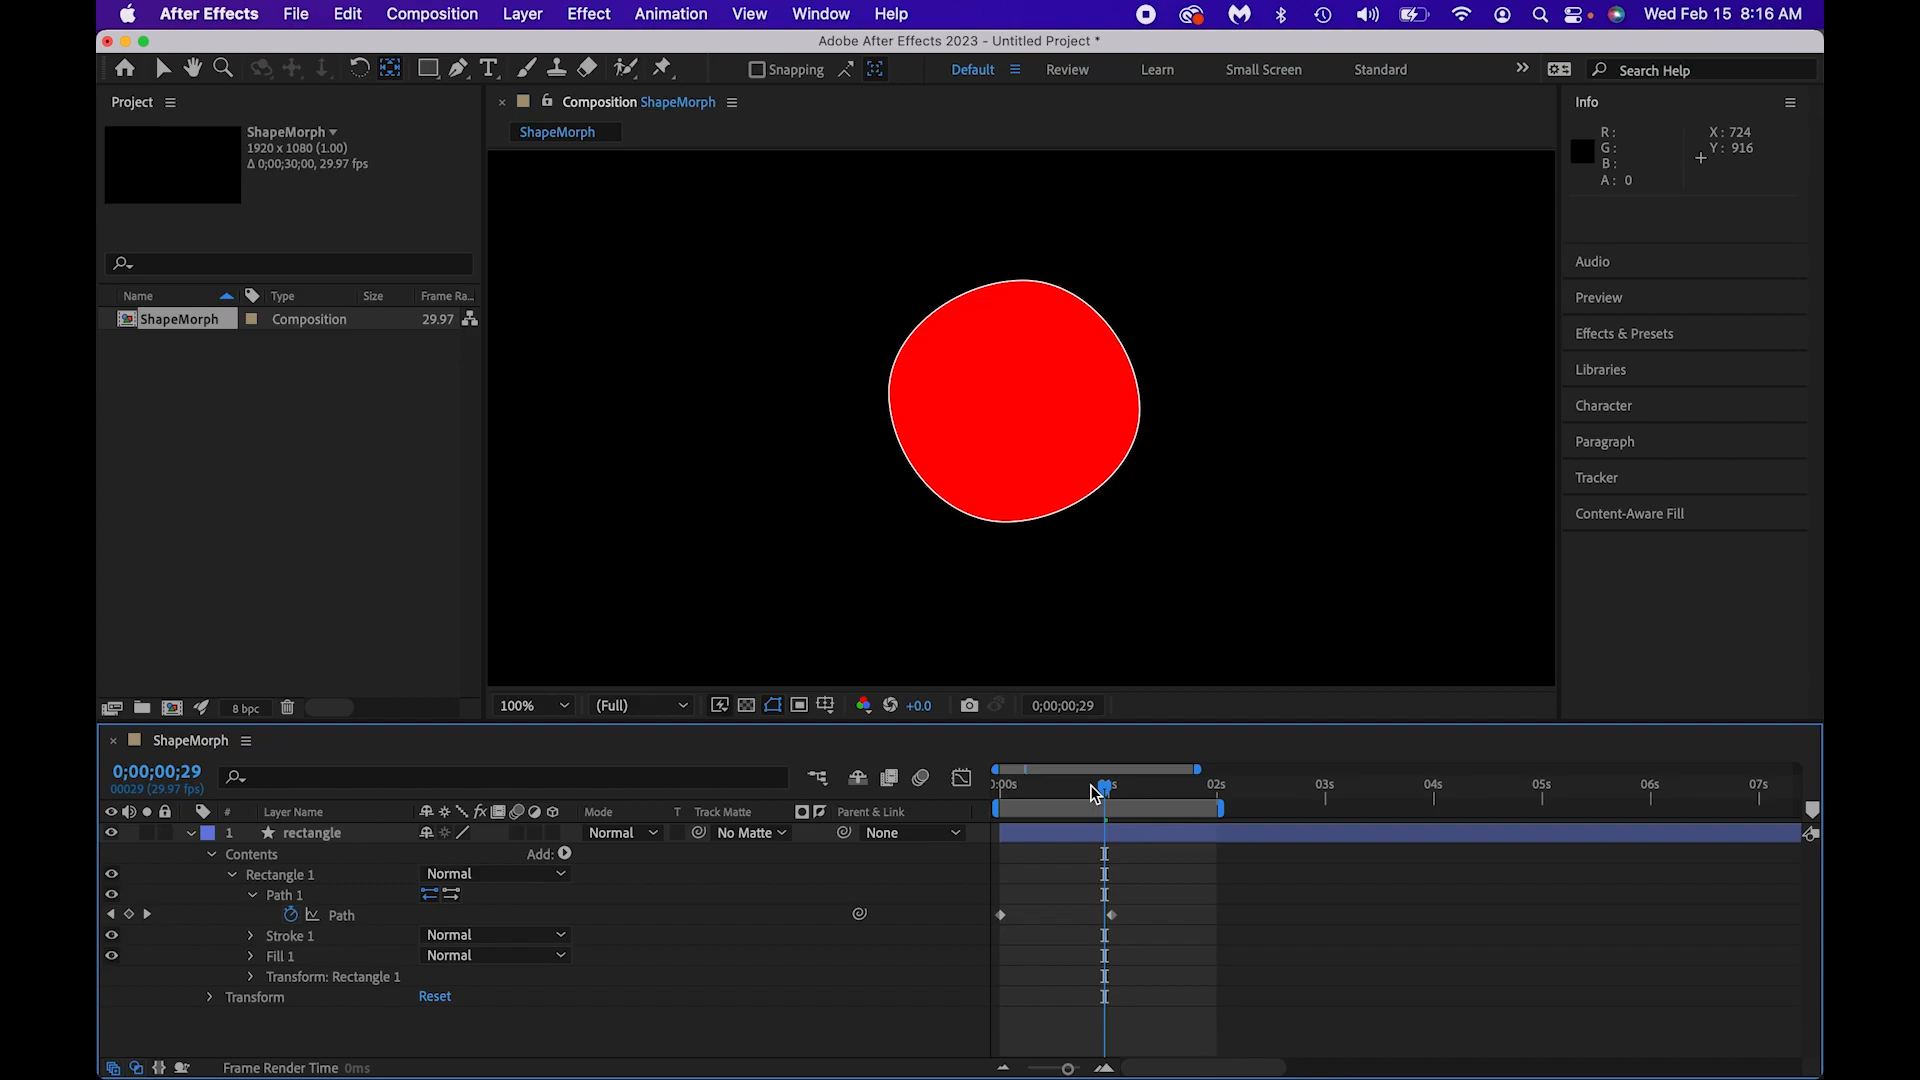 After Effects File Edit Composition Layer Effect Animation View Window Help Wed Feb 15 8:16 AM
Adobe After Effects 2023 - Untitled Project *
Snapping Default Review Learn Small Screen Standard Search Help
Project
Composition ShapeMorph
Info
ShapeMorph
1920 x 1080 (1.00)
Δ 0;00;30;00, 29.97 fps
ShapeMorph
R:
G:
B:
A: 0
X: 724
Y: 916
Audio
Preview
Effects & Presets
Libraries
Character
Paragraph
Tracker
Content-Aware Fill
Name Type Size Frame Ra...
ShapeMorph Composition 29.97
8 bpc
100% (Full) +0.0 0;00;00;29
ShapeMorph
0;00;00;29
00029 (29.97 fps)
02s 03s 04s 05s 06s 07s
# Layer Name Mode T Track Matte Parent & Link
1 rectangle Normal No Matte None
Contents Add:
Rectangle 1 Normal
Path 1
Path
Stroke 1 Normal
Fill 1 Normal
Transform: Rectangle 1
Transform Reset
Frame Render Time 0ms